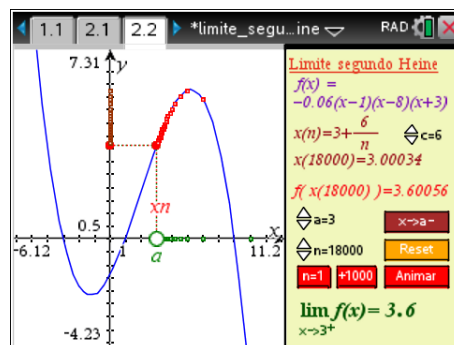 1.1 2.1 2.2 *limite_segu...ine RAD
7.31 y
0.5
-6.12 x 11.2
xn
a
-4.23
Limite segundo Heine
f(x) =
-0.06(x-1)(x-8)(x+3)
x(n)=3+6/n c=6
x(18000)=3.00034
f( x(18000) )=3.60056
a=3 x->a-
n=18000 Reset
n=1 +1000 Animar
lim f(x)= 3.6
x->3⁺